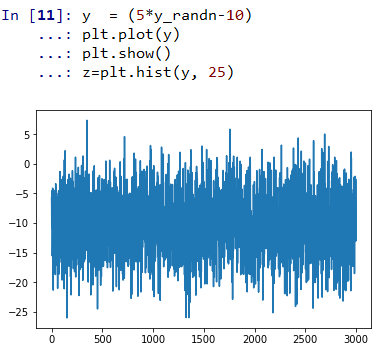 In [11]: y  = (5*y_randn-10)
    ...: plt.plot(y)
    ...: plt.show()
    ...: z=plt.hist(y, 25)
5
0
−5
−10
−15
−20
−25
0 500 1000 1500 2000 2500 3000